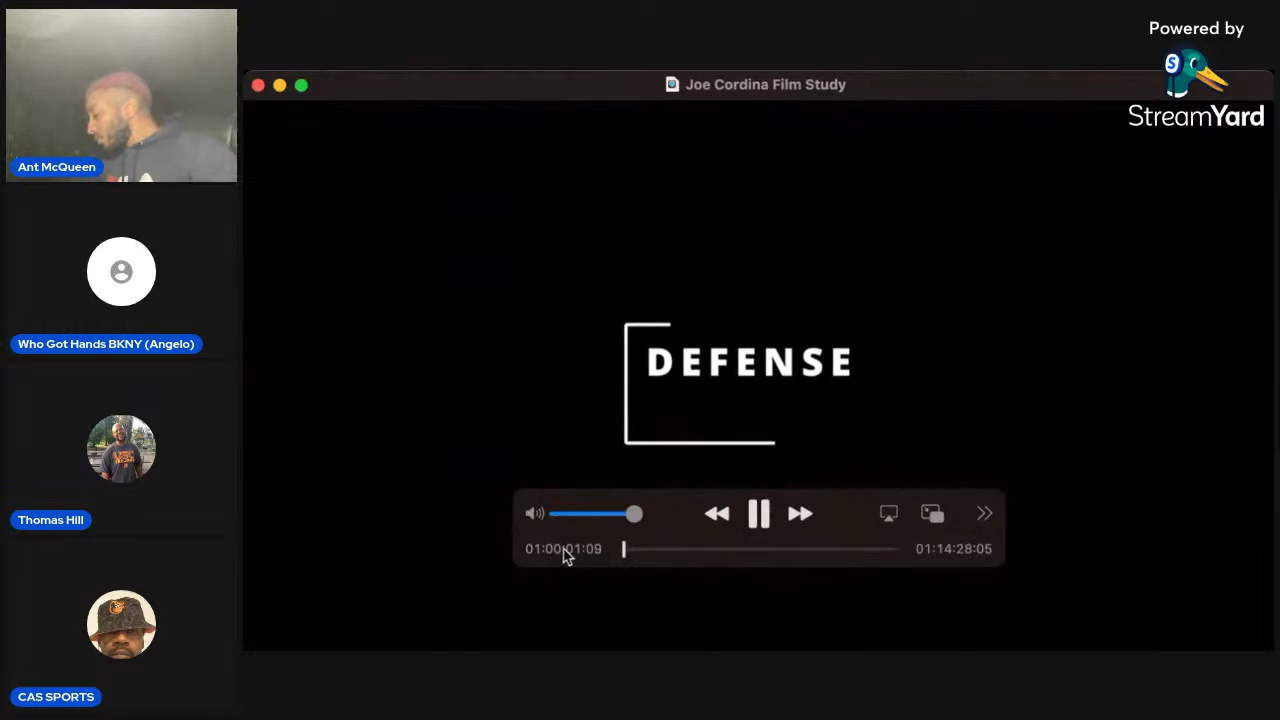 Powered by
StreamYard
Joe Cordina Film Study
Ant McQueen
Who Got Hands BKNY (Angelo)
Thomas Hill
CAS SPORTS
DEFENSE
01:00:01:09
01:14:28:05